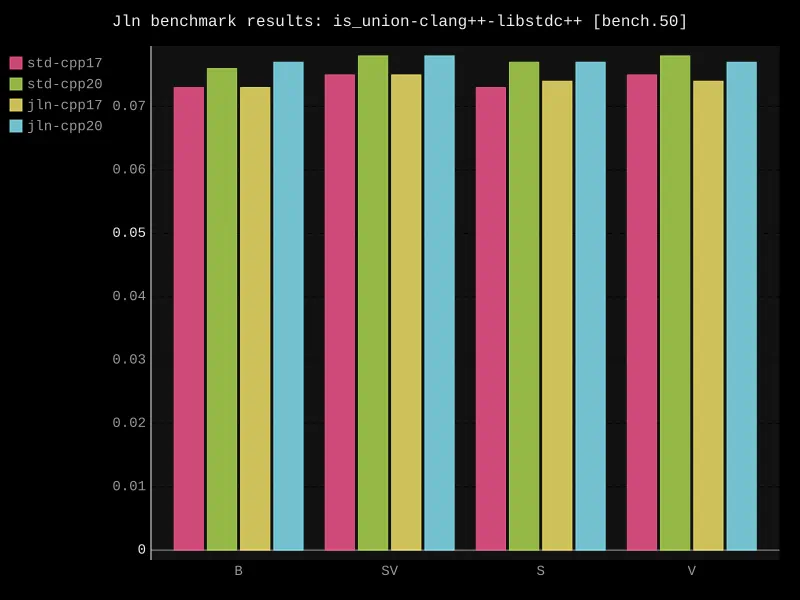 Jln benchmark results: is_union-clang++-libstdc++ [bench.50]
std-cpp17
std-cpp20
jln-cpp17
jln-cpp20
0.07
0.06
0.05
0.04
0.03
0.02
0.01
0
B SV S V